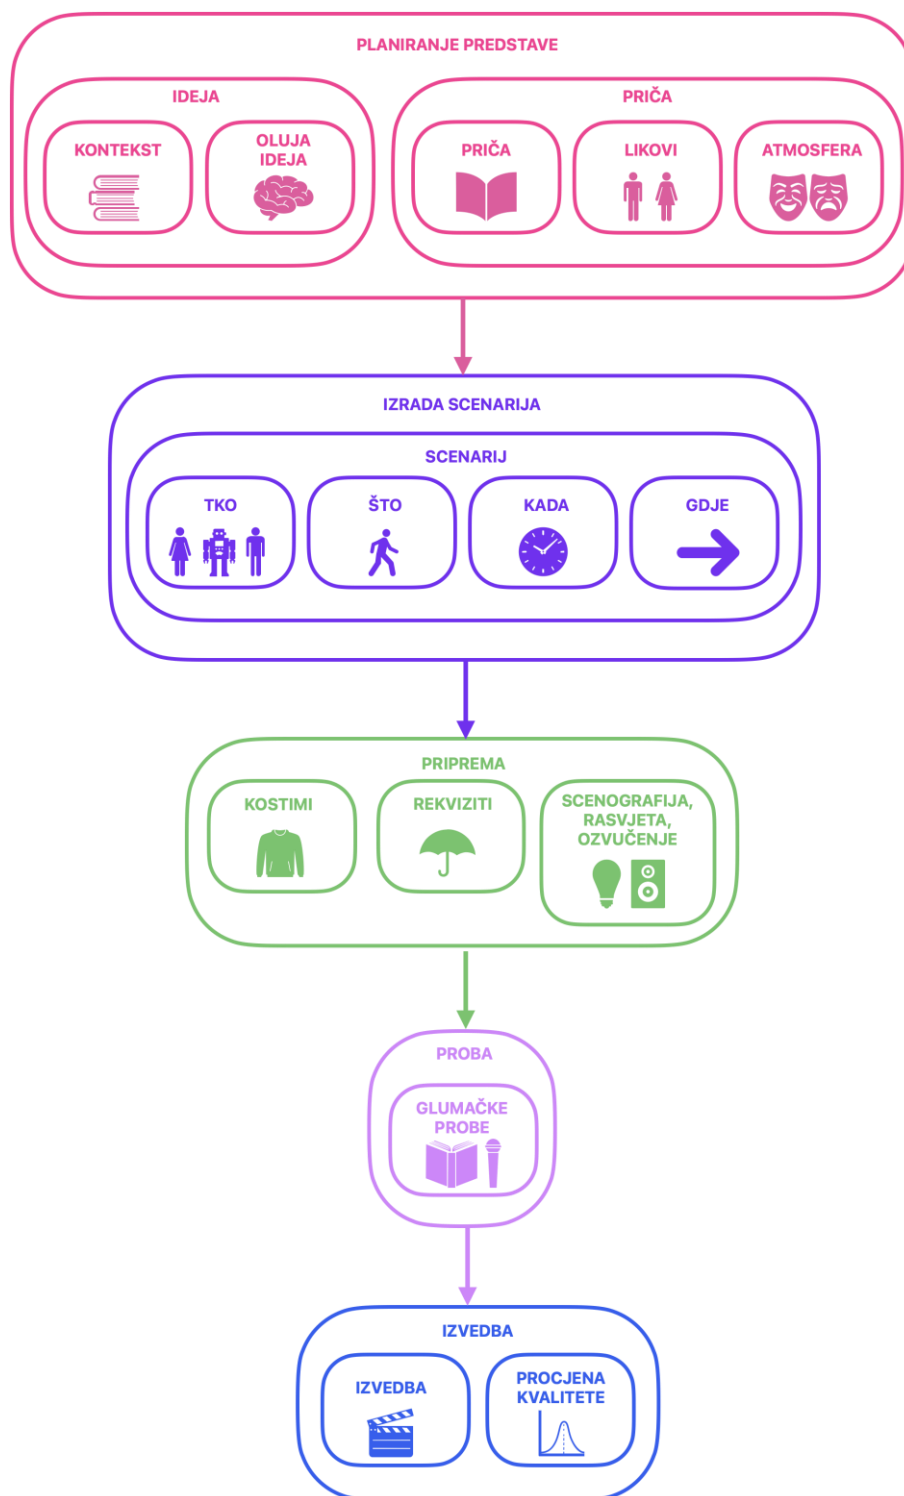 PLANIRANJE PREDSTAVE
IDEJA
KONTEKST
OLUJA
IDEJA
PRIČA
PRIČA
LIKOVI
ATMOSFERA
IZRADA SCENARIJA
SCENARIJ
TKO
ŠTO
KADA
GDJE
PRIPREMA
KOSTIMI
REKVIZITI
SCENOGRAFIJA,
RASVJETA,
OZVUČENJE
PROBA
GLUMAČKE
PROBE
IZVEDBA
IZVEDBA
PROCJENA
KVALITETE